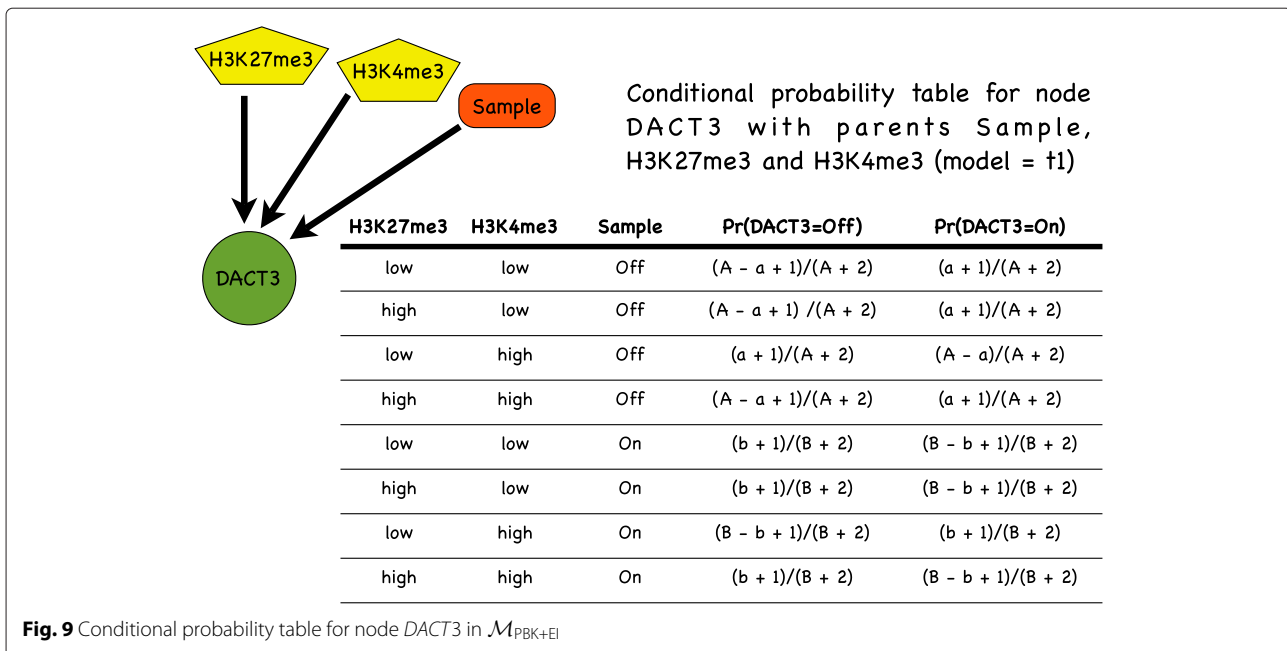 H3K27me3
H3K4me3
Sample
DACT3
Conditional probability table for node
DACT3 with parents Sample,
H3K27me3 and H3K4me3 (model = t1)
H3K27me3 H3K4me3 Sample Pr(DACT3=Off) Pr(DACT3=On)
low low Off (A - a + 1)/(A + 2) (a + 1)/(A + 2)
high low Off (A - a + 1) /(A + 2) (a + 1)/(A + 2)
low high Off (a + 1)/(A + 2) (A - a)/(A + 2)
high high Off (A - a + 1)/(A + 2) (a + 1)/(A + 2)
low low On (b + 1)/(B + 2) (B - b + 1)/(B + 2)
high low On (b + 1)/(B + 2) (B - b + 1)/(B + 2)
low high On (B - b + 1)/(B + 2) (b + 1)/(B + 2)
high high On (b + 1)/(B + 2) (B - b + 1)/(B + 2)
Fig. 9 Conditional probability table for node DACT3 in ℳPBK+EI